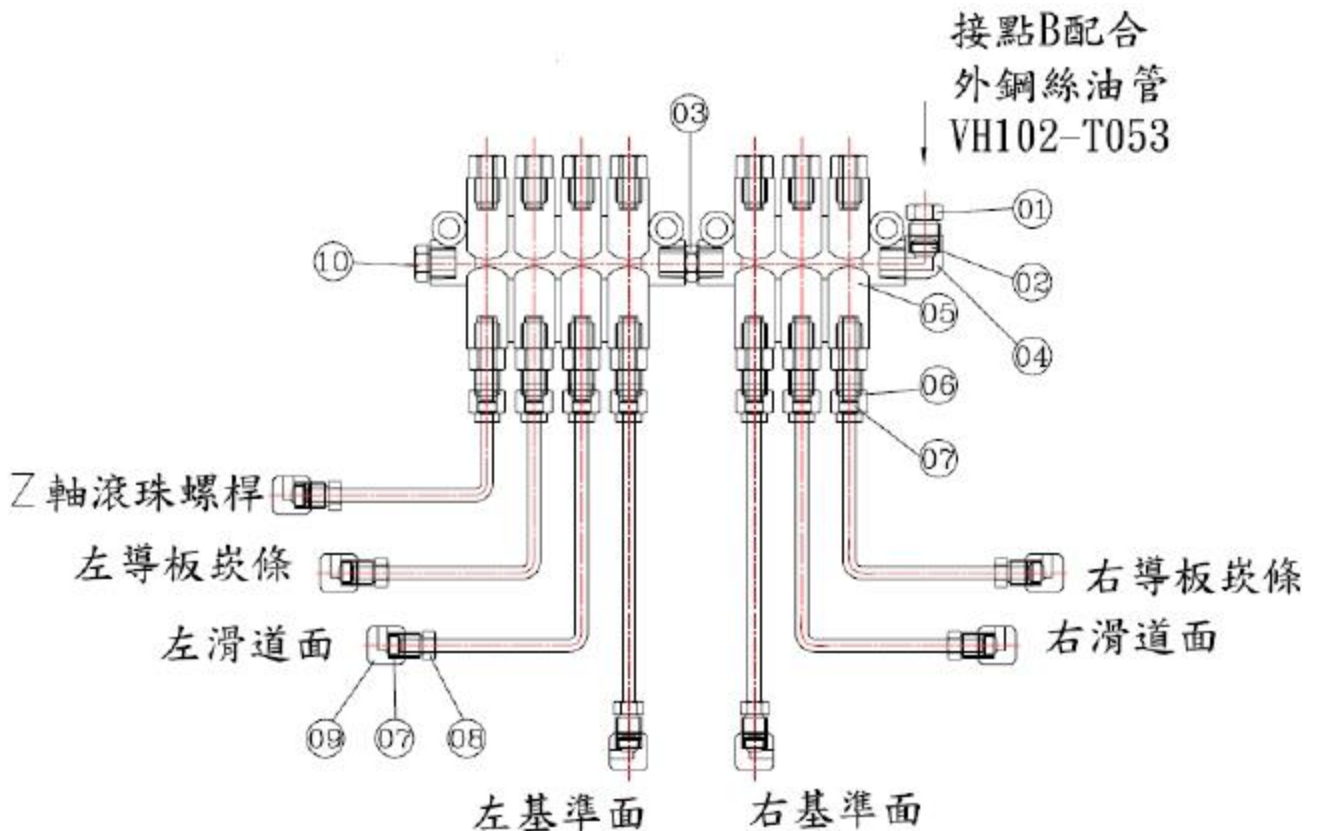 接點B配合
外鋼絲油管
VH102-T053
03
01
10
02
05
04
06
07
Z軸滾珠螺桿
左導板崁條
右導板崁條
左滑道面
右滑道面
09
07
08
左基準面
右基準面